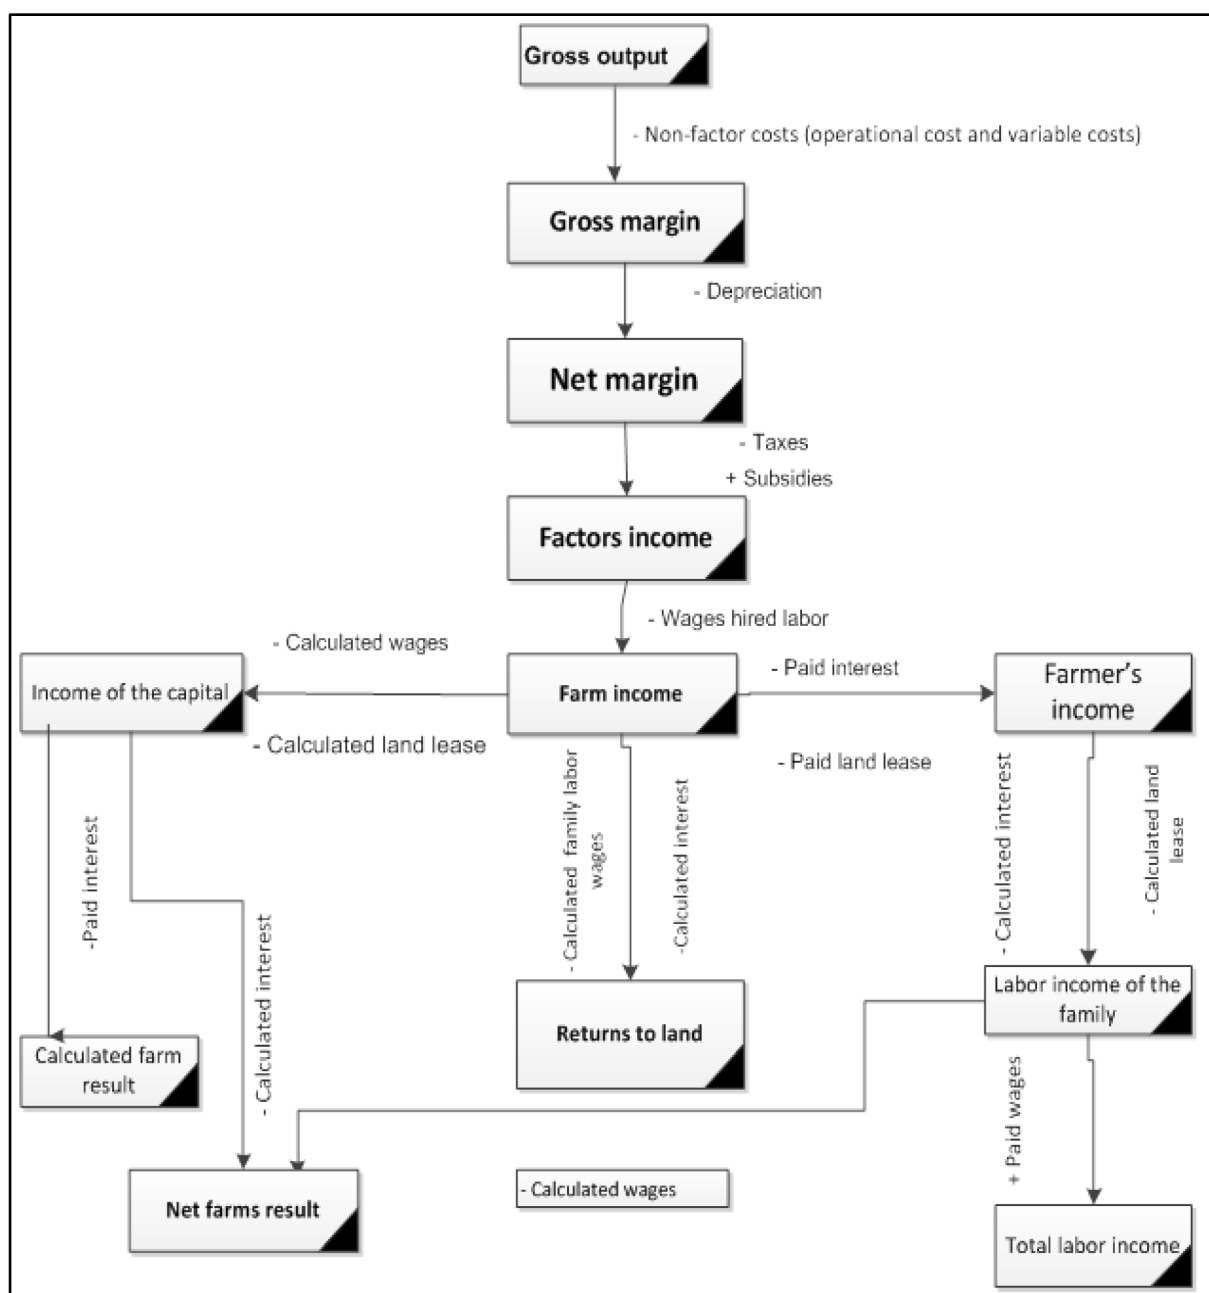 Gross output
- Non-factor costs (operational cost and variable costs)
Gross margin
- Depreciation
Net margin
- Taxes
+ Subsidies
Factors income
- Wages hired labor
- Calculated wages
Income of the capital
- Calculated land lease
Farm income
- Paid interest
- Paid land lease
Farmer's
income
-Paid interest
- Calculated interest
- Calculated family labor
wages
-Calculated interest
- Calculated interest
- Calculated land
lease
Calculated farm
result
Returns to land
Labor income of the
family
+ Paid wages
Net farms result
- Calculated wages
Total labor income